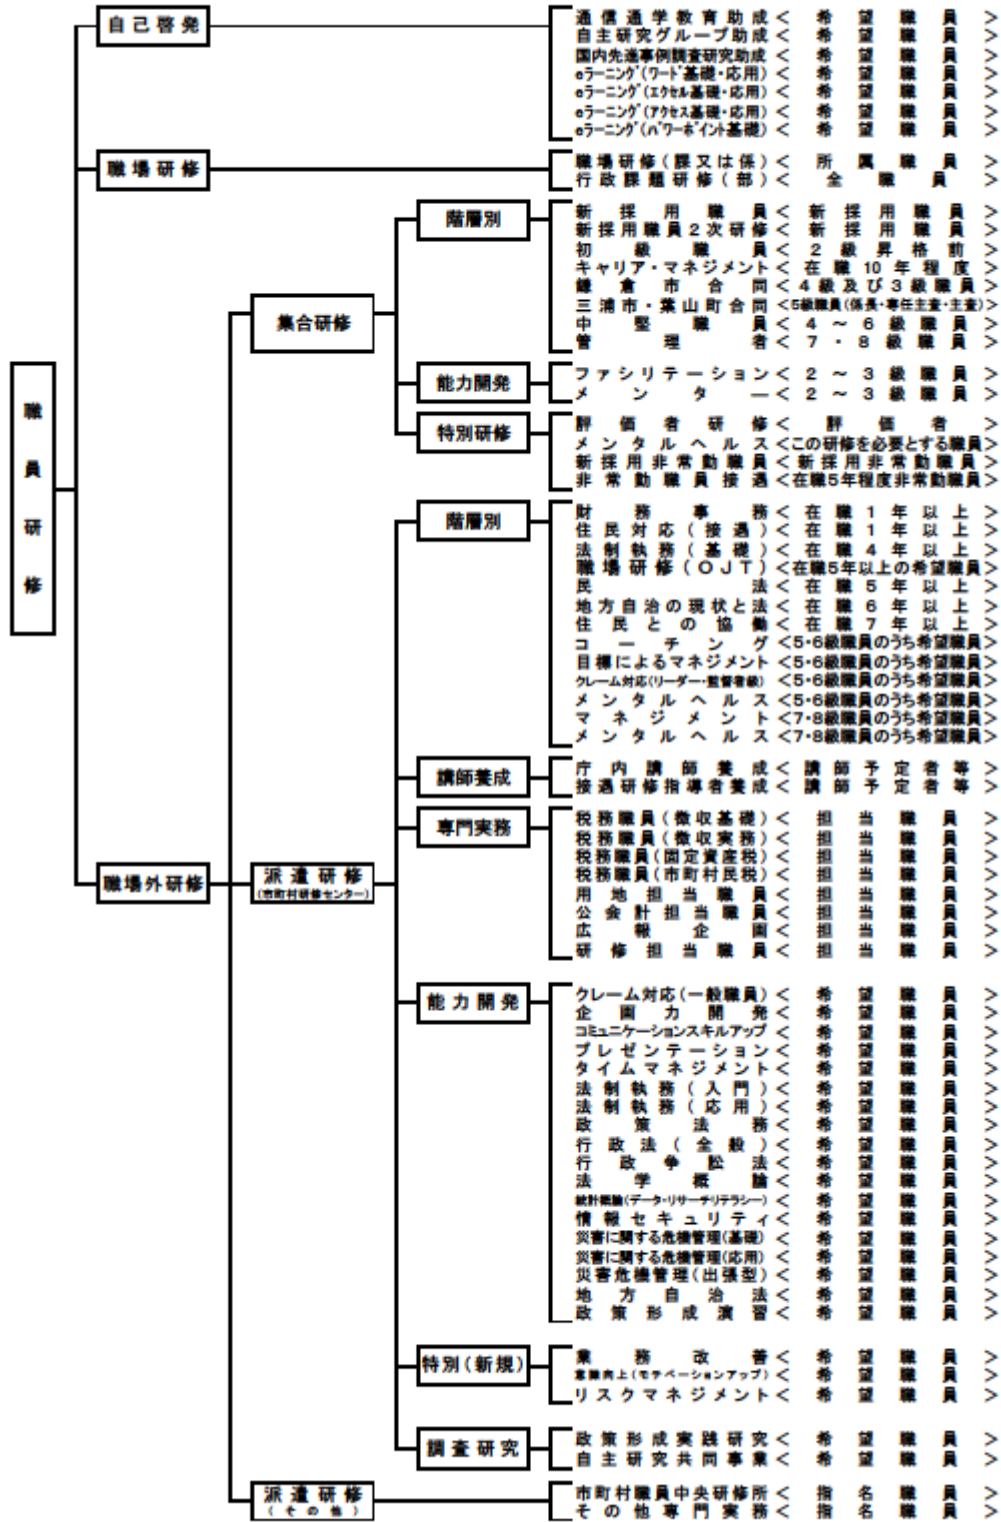 職員研修
自己啓発
通信通学教育助成＜希望職員＞
自主研究グループ助成＜希望職員＞
国内先進事例調査研究助成＜希望職員＞
eラーニング(ワード基礎・応用)＜希望職員＞
eラーニング(エクセル基礎・応用)＜希望職員＞
eラーニング(アクセス基礎・応用)＜希望職員＞
eラーニング(パワーポイント基礎)＜希望職員＞
職場研修
職場研修(課又は係)＜所属職員＞
行政課題研修(部)＜全職員＞
職場外研修
集合研修
階層別
新採用職員＜新採用職員＞
新採用職員2次研修＜新採用職員＞
初級職員＜2級昇格前＞
キャリア・マネジメント＜在職10年程度＞
鎌倉市合同＜4級及び3級職員＞
三浦市・葉山町合同＜5級職員(係長・専任主査・主査)＞
中堅職員＜4～6級職員＞
管理者＜7・8級職員＞
能力開発
ファシリテーション＜2～3級職員＞
メンター＜2～3級職員＞
特別研修
評価者研修＜評価者＞
メンタルヘルス＜この研修を必要とする職員＞
新採用非常勤職員＜新採用非常勤職員＞
非常勤職員接遇＜在職5年程度非常勤職員＞
派遣研修
(市町村研修センター)
階層別
財務事務＜在職1年以上＞
住民対応(接遇)＜在職1年以上＞
法制執務(基礎)＜在職4年以上＞
職場研修(OJT)＜在職5年以上の希望職員＞
民法＜在職5年以上＞
地方自治の現状と法＜在職6年以上＞
住民との協働＜在職7年以上＞
コーチング＜5・6級職員のうち希望職員＞
目標によるマネジメント＜5・6級職員のうち希望職員＞
クレーム対応(リーダー・監督者級)＜5・6級職員のうち希望職員＞
メンタルヘルス＜5・6級職員のうち希望職員＞
マネジメント＜7・8級職員のうち希望職員＞
メンタルヘルス＜7・8級職員のうち希望職員＞
講師養成
庁内講師養成＜講師予定者等＞
接遇研修指導者養成＜講師予定者等＞
専門実務
税務職員(徴収基礎)＜担当職員＞
税務職員(徴収実務)＜担当職員＞
税務職員(固定資産税)＜担当職員＞
税務職員(市町村民税)＜担当職員＞
用地担当職員＜担当職員＞
公会計担当職員＜担当職員＞
広報企画＜担当職員＞
研修担当職員＜担当職員＞
能力開発
クレーム対応(一般職員)＜希望職員＞
企画力開発＜希望職員＞
コミュニケーションスキルアップ＜希望職員＞
プレゼンテーション＜希望職員＞
タイムマネジメント＜希望職員＞
法制執務(入門)＜希望職員＞
法制執務(応用)＜希望職員＞
政策法務＜希望職員＞
行政法(全般)＜希望職員＞
行政争訟法＜希望職員＞
法学概論＜希望職員＞
統計概論(データ・リサーチリテラシー)＜希望職員＞
情報セキュリティ＜希望職員＞
災害に関する危機管理(基礎)＜希望職員＞
災害に関する危機管理(応用)＜希望職員＞
災害危機管理(出張型)＜希望職員＞
地方自治法＜希望職員＞
政策形成演習＜希望職員＞
特別(新規)
業務改善＜希望職員＞
意識向上(モチベーションアップ)＜希望職員＞
リスクマネジメント＜希望職員＞
調査研究
政策形成実践研究＜希望職員＞
自主研究共同事業＜希望職員＞
派遣研修
(その他)
市町村職員中央研修所＜指名職員＞
その他専門実務＜指名職員＞